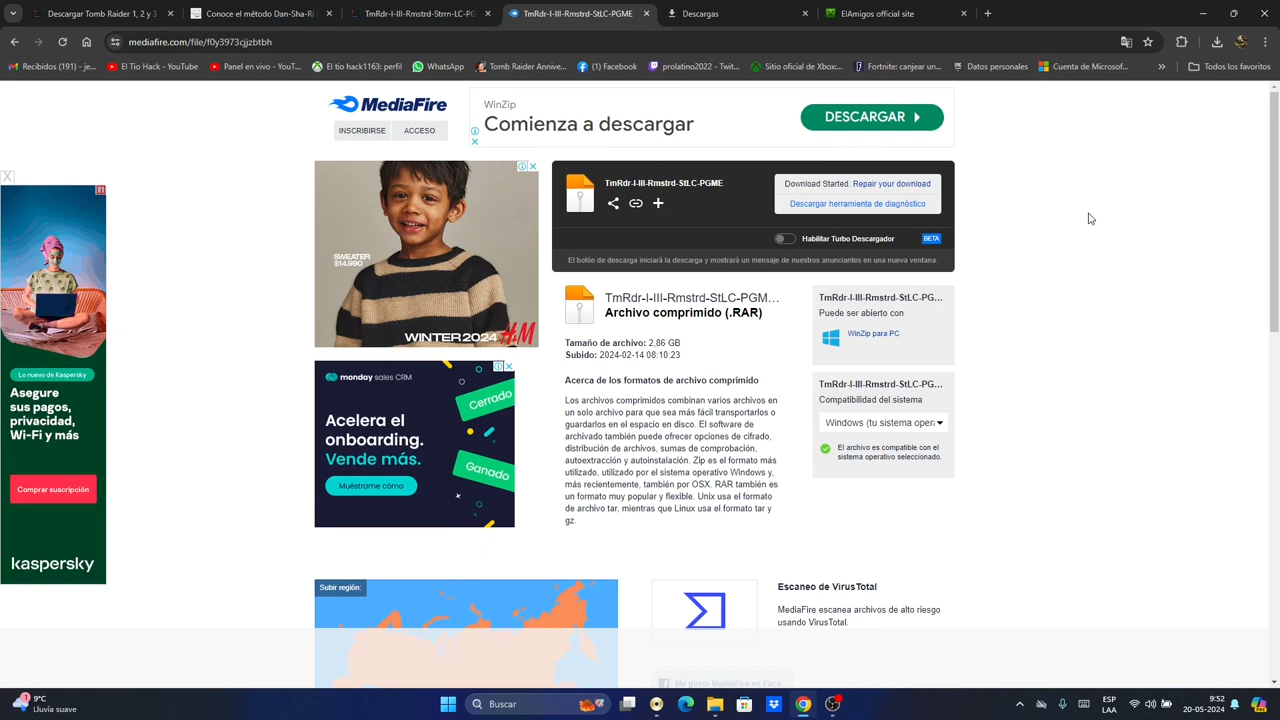 Descargar Tomb Raider 1, 2 y 3
Conoce el método Dan-Sha-Ri
TmRdr-I-III-Rmstrd-Strrn-LC-PG
TmRdr-I-III-Rmstrd-StLC-PGME
Descargas
ElAmigos official site
mediafire.com/file/f0y3973cjjzbtbh
Recibidos (191) - je...
El Tio Hack - YouTube
Panel en vivo - YouT...
El tio hack1163: perfil
WhatsApp
Tomb Raider Annive...
(1) Facebook
prolatino2022 - Twit...
Sitio oficial de Xbox:...
Fortnite: canjear un...
Datos personales
Cuenta de Microsof...
Todos los favoritos
MediaFire
INSCRIBIRSE
ACCESO
WinZip
Comienza a descargar
DESCARGAR
X
TmRdr-I-III-Rmstrd-StLC-PGME
Download Started. Repair your download
Descargar herramienta de diagnóstico
Habilitar Turbo Descargador
BETA
El botón de descarga iniciará la descarga y mostrará un mensaje de nuestros anunciantes en una nueva ventana.
SWEATER
$14.990
WINTER2024 H&M
TmRdr-I-III-Rmstrd-StLC-PGM...
Archivo comprimido (.RAR)
Tamaño de archivo: 2,86 GB
Subido: 2024-02-14 08:10:23
Acerca de los formatos de archivo comprimido
Los archivos comprimidos combinan varios archivos en
un solo archivo para que sea más fácil transportarlos o
guardarlos en el espacio en disco. El software de
archivado también puede ofrecer opciones de cifrado,
distribución de archivos, sumas de comprobación,
autoextracción y autoinstalación. Zip es el formato más
utilizado, utilizado por el sistema operativo Windows y,
más recientemente, también por OSX. RAR también es
un formato muy popular y flexible. Unix usa el formato
de archivo tar, mientras que Linux usa el formato tar y
gz.
TmRdr-I-III-Rmstrd-StLC-PG...
Puede ser abierto con
WinZip para PC
TmRdr-I-III-Rmstrd-StLC-PG...
Compatibilidad del sistema
Windows (tu sistema opera
El archivo es compatible con el
sistema operativo seleccionado.
Lo nuevo de Kaspersky
Asegure
sus pagos,
privacidad,
Wi-Fi y más
Comprar suscripción
kaspersky
monday sales CRM
Acelera el
onboarding.
Vende más.
Muéstrame cómo
Cerrado
Ganado
Subir región:
Escaneo de VirusTotal
MediaFire escanea archivos de alto riesgo
usando VirusTotal.
Me gusta MediaFire en Face...
1
9°C
Lluvia suave
Buscar
ESP
LAA
9:52
20-05-2024